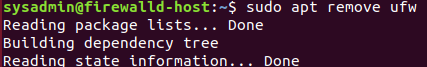 sysadmin@firewalld-host:~$ sudo apt remove ufw
Reading package lists... Done
Building dependency tree
Reading state information... Done